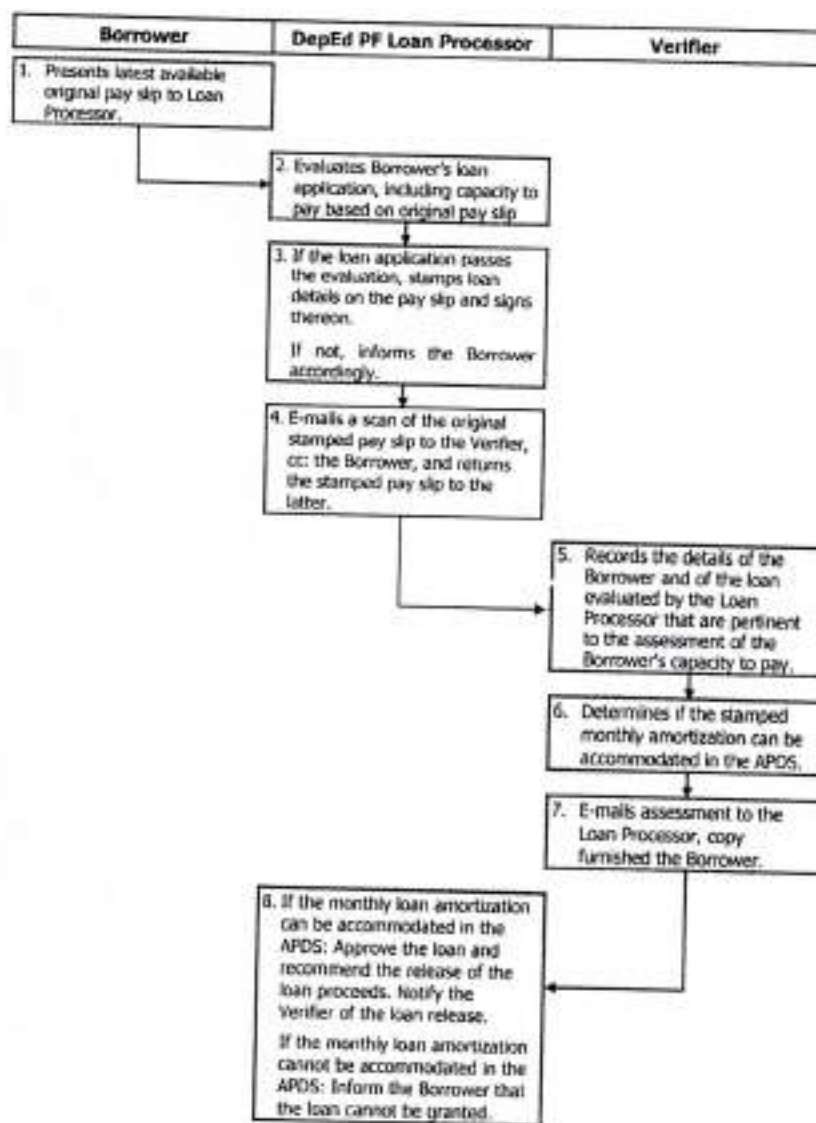 Borrower
DepEd PF Loan Processor
Verifier
1. Presents latest available
original pay slip to Loan
Processor.
2. Evaluates Borrower's loan
application, including capacity to
pay based on original pay slip
3. If the loan application passes
the evaluation, stamps loan
details on the pay slip and signs
thereon.
If not, informs the Borrower
accordingly.
4. E-mails a scan of the original
stamped pay slip to the Verifier,
cc: the Borrower, and returns
the stamped pay slip to the
latter.
5. Records the details of the
Borrower and of the loan
evaluated by the Loan
Processor that are pertinent
to the assessment of the
Borrower's capacity to pay.
6. Determines if the stamped
monthly amortization can be
accommodated in the APDS.
7. E-mails assessment to the
Loan Processor, copy
furnished the Borrower.
8. If the monthly loan amortization
can be accommodated in the
APDS: Approve the loan and
recommend the release of the
loan proceeds. Notify the
Verifier of the loan release.
If the monthly loan amortization
cannot be accommodated in the
APDS: Inform the Borrower that
the loan cannot be granted.